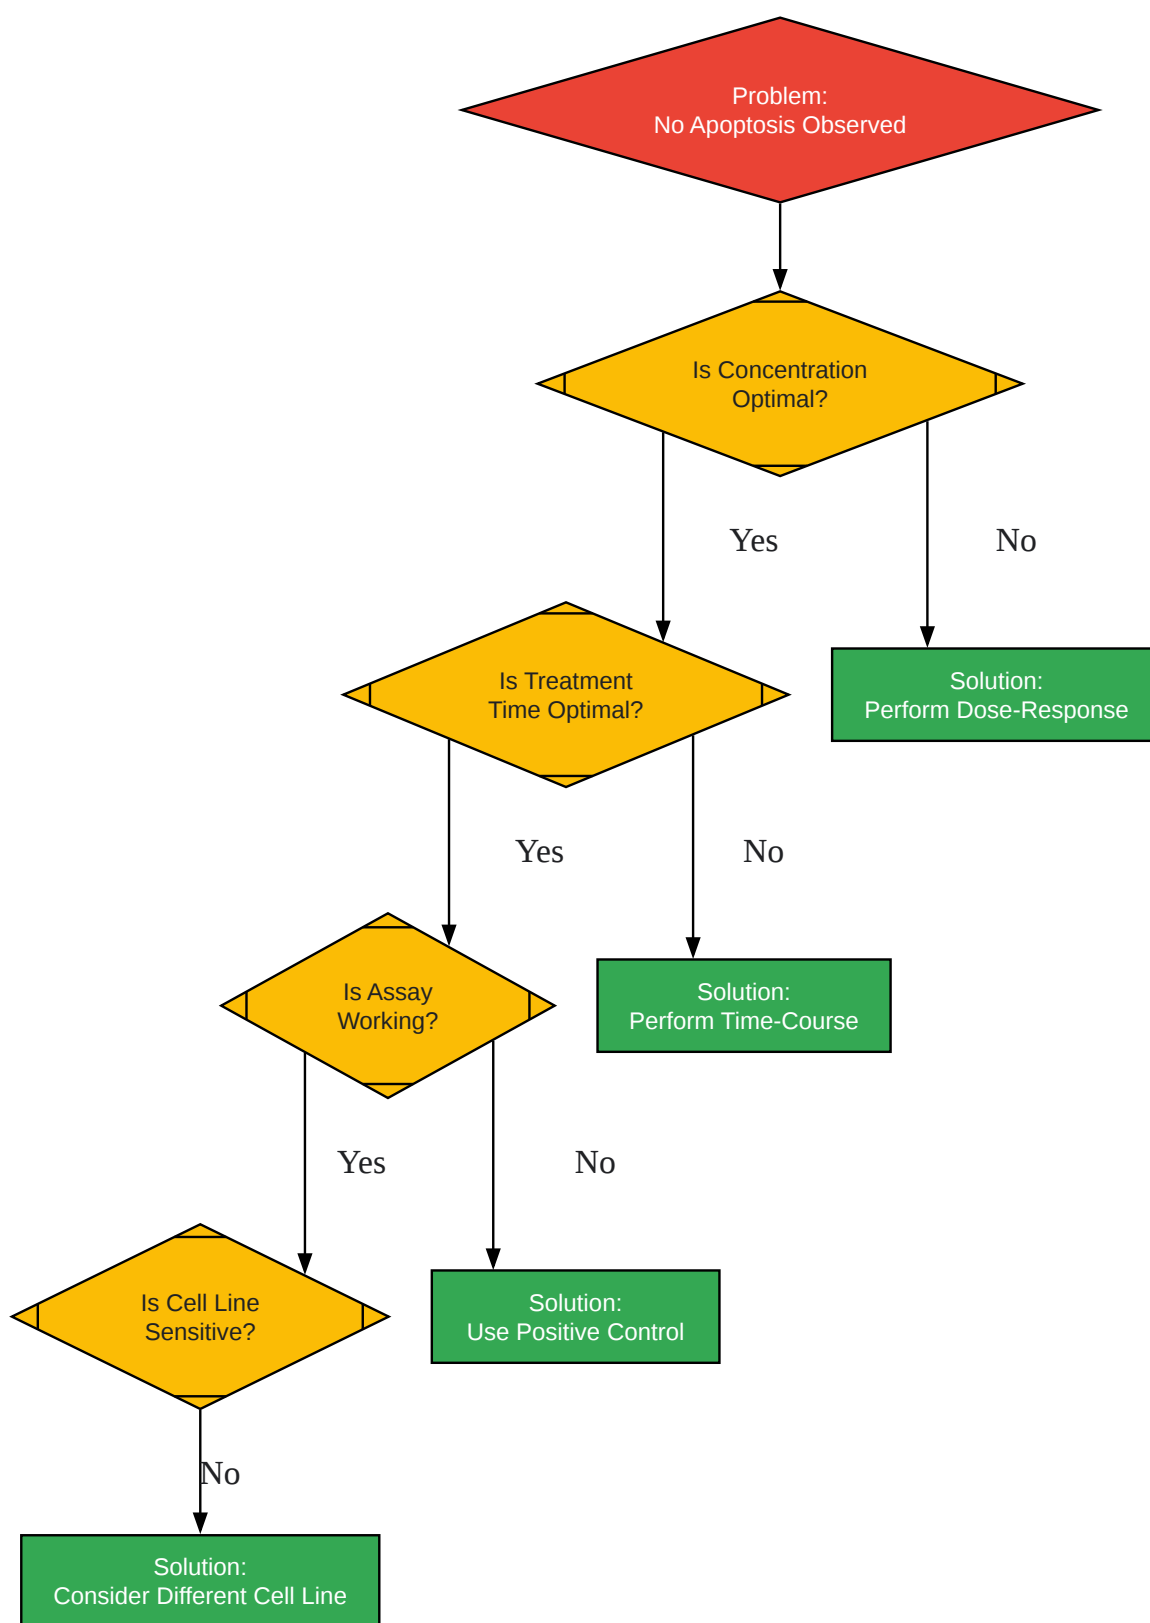 Problem:
No Apoptosis Observed
Is Concentration
Optimal?
Yes
No
Is Treatment
Time Optimal?
Solution:
Perform Dose-Response
Yes
No
Is Assay
Working?
Solution:
Perform Time-Course
Yes
No
Is Cell Line
Sensitive?
Solution:
Use Positive Control
No
Solution:
Consider Different Cell Line